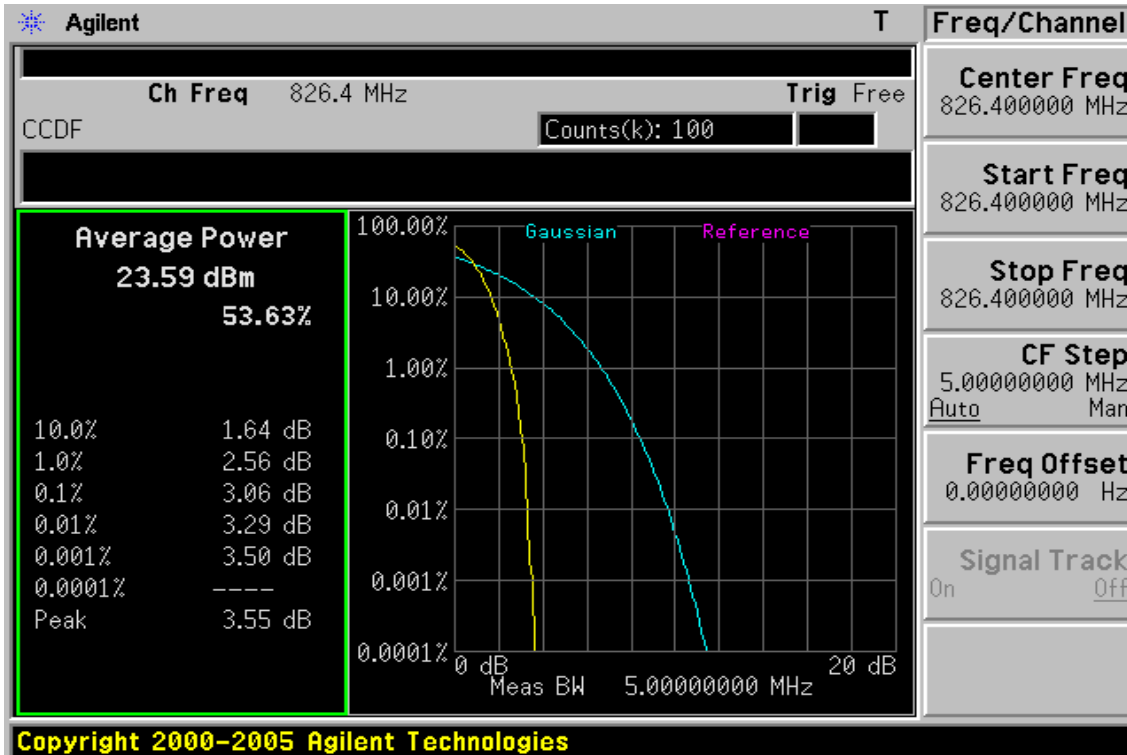 Agilent
T
Freq/Channel
Ch Freq 826.4 MHz
Trig Free
CCDF
Counts(k): 100
Average Power
23.59 dBm
53.63%
10.0% 1.64 dB
1.0% 2.56 dB
0.1% 3.06 dB
0.01% 3.29 dB
0.001% 3.50 dB
0.0001% ----
Peak 3.55 dB
Gaussian
Reference
100.00%
10.00%
1.00%
0.10%
0.01%
0.001%
0.0001%
0 dB
20 dB
Meas BW 5.00000000 MHz
Center Freq
826.400000 MHz
Start Freq
826.400000 MHz
Stop Freq
826.400000 MHz
CF Step
5.00000000 MHz
Auto Man
Freq Offset
0.00000000 Hz
Signal Track
On Off
Copyright 2000-2005 Agilent Technologies